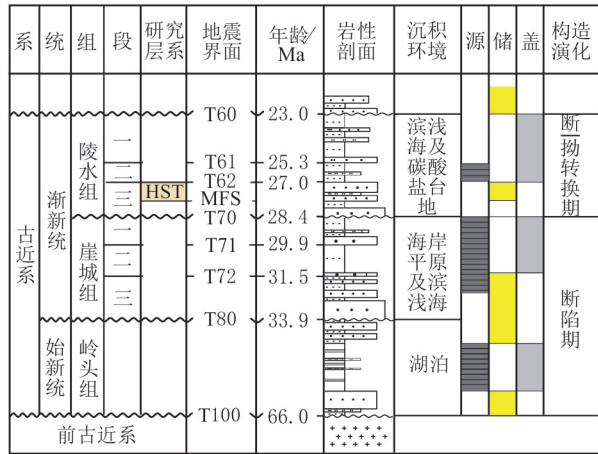 系 统 组 段 研究层系 地震界面 年龄/Ma 岩性剖面 沉积环境 源 储 盖 构造演化
古近系
渐新统
始新统
陵水组
崖城组
岭头组
一
二
三
一
二
三
HST
T60 23.0
T61 25.3
T62 27.0
MFS
T70 28.4
T71 29.9
T72 31.5
T80 33.9
T100 66.0
滨浅
海及
碳酸
盐台
地
海岸
平原
及滨
浅海
湖泊
断|拗转换期
断陷期
前古近系